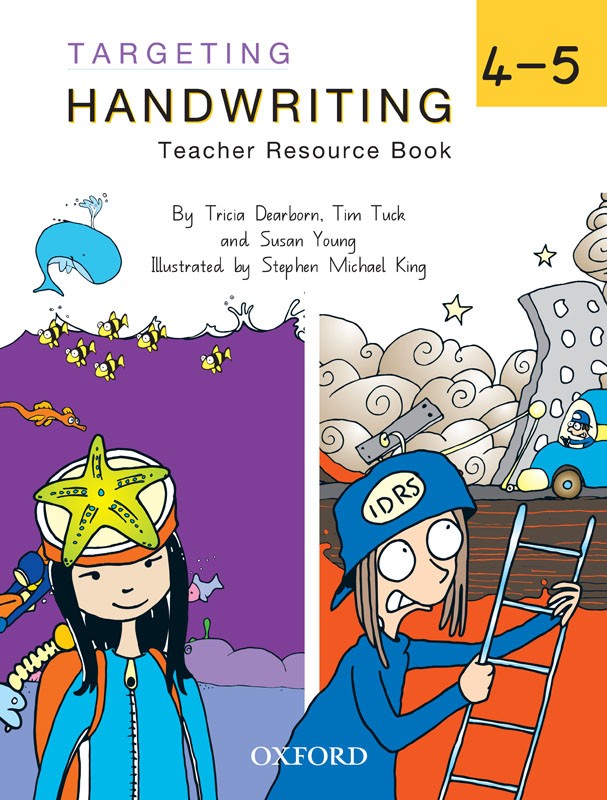 TARGETING
4–5
HANDWRITING
Teacher Resource Book
By Tricia Dearborn, Tim Tuck
and Susan Young
Illustrated by Stephen Michael King
IDRS
OXFORD